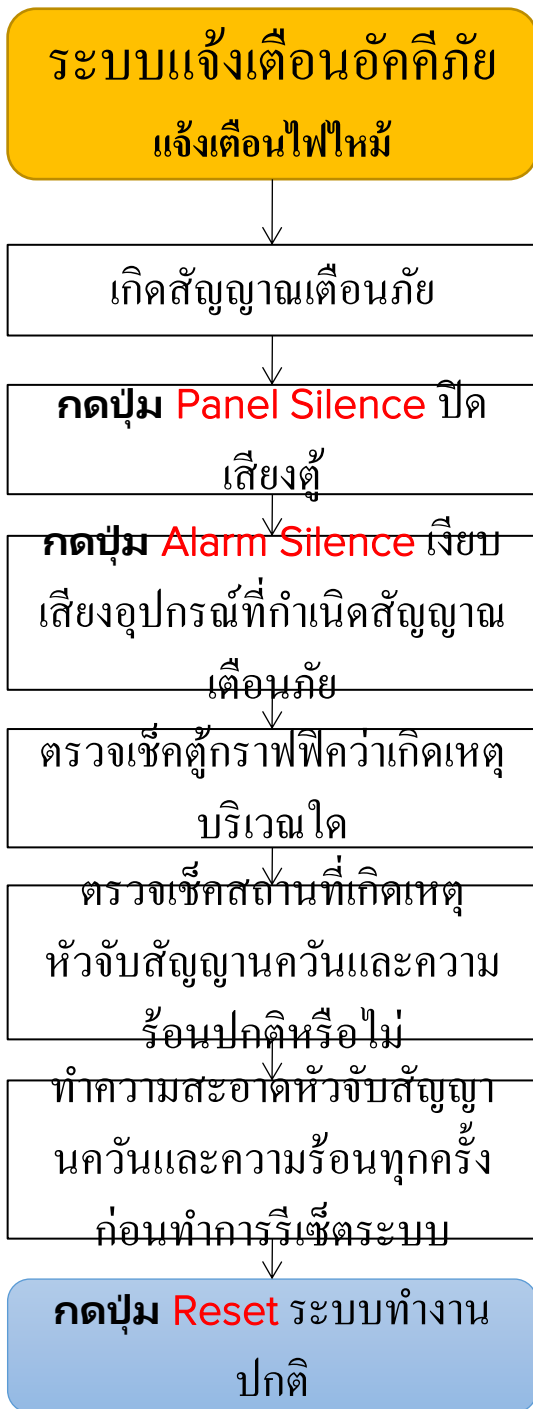 ระบบแจ้งเตือนอัคคีภัย
แจ้งเตือนไฟไหม้
เกิดสัญญาณเตือนภัย
กดปุ่ม Panel Silence ปิด
เสียงตู้
กดปุ่ม Alarm Silence เงียบ
เสียงอุปกรณ์ที่กำเนิดสัญญาณ
เตือนภัย
ตรวจเช็คตู้กราฟฟิคว่าเกิดเหตุ
บริเวณใด
ตรวจเช็คสถานที่เกิดเหตุ
หัวจับสัญญานควันและความ
ร้อนปกติหรือไม่
ทำความสะอาดหัวจับสัญญา
นควันและความร้อนทุกครั้ง
ก่อนทำการรีเซ็ตระบบ
กดปุ่ม Reset ระบบทำงาน
ปกติ